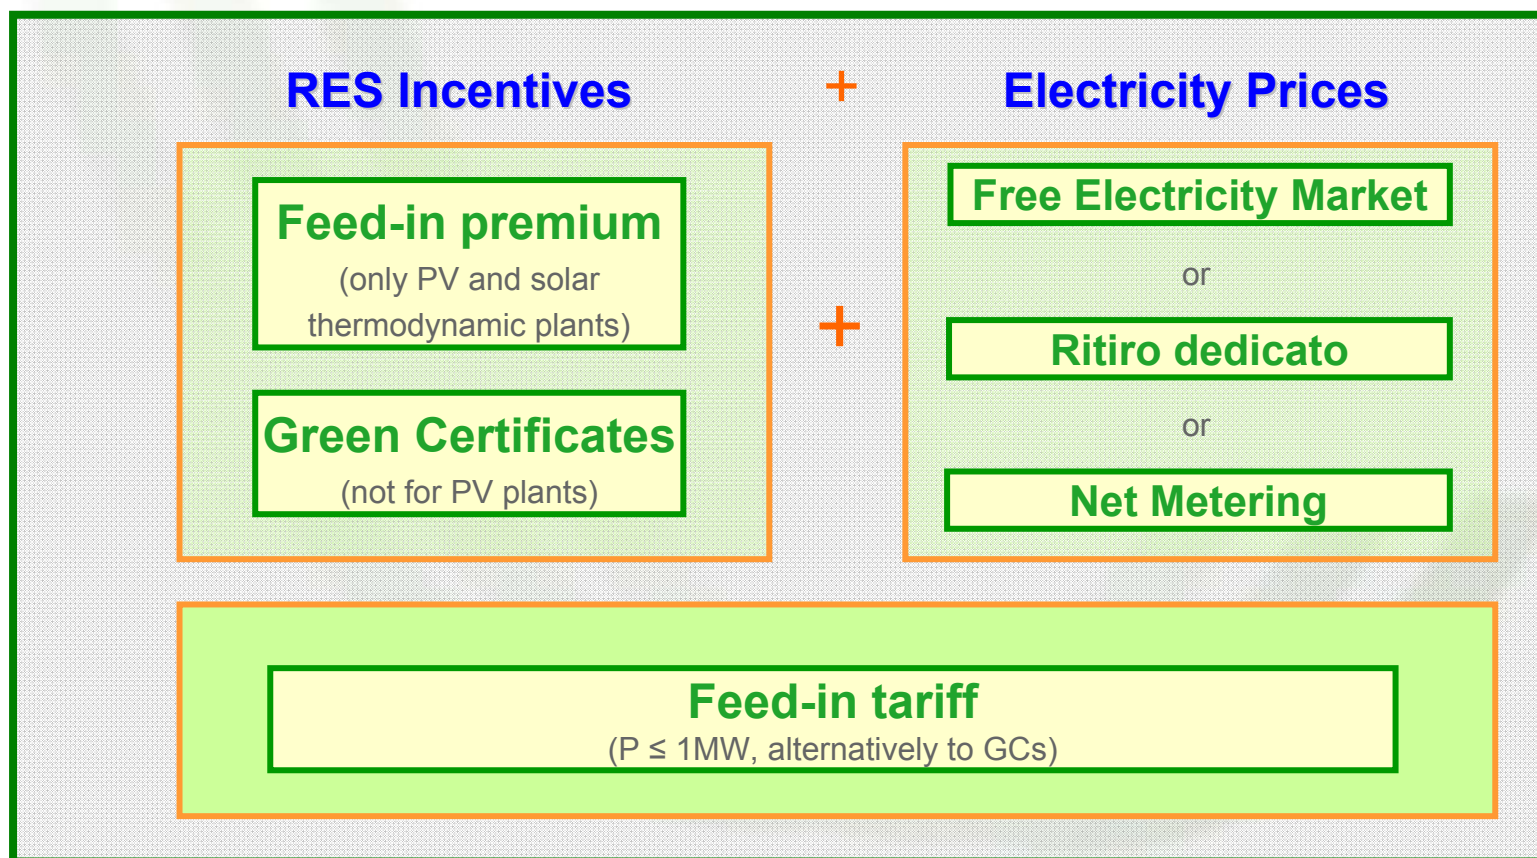 RES Incentives + Electricity Prices
Feed-in premium
(only PV and solar
thermodynamic plants)
Green Certificates
(not for PV plants)
+
Free Electricity Market
or
Ritiro dedicato
or
Net Metering
Feed-in tariff
(P ≤ 1MW, alternatively to GCs)